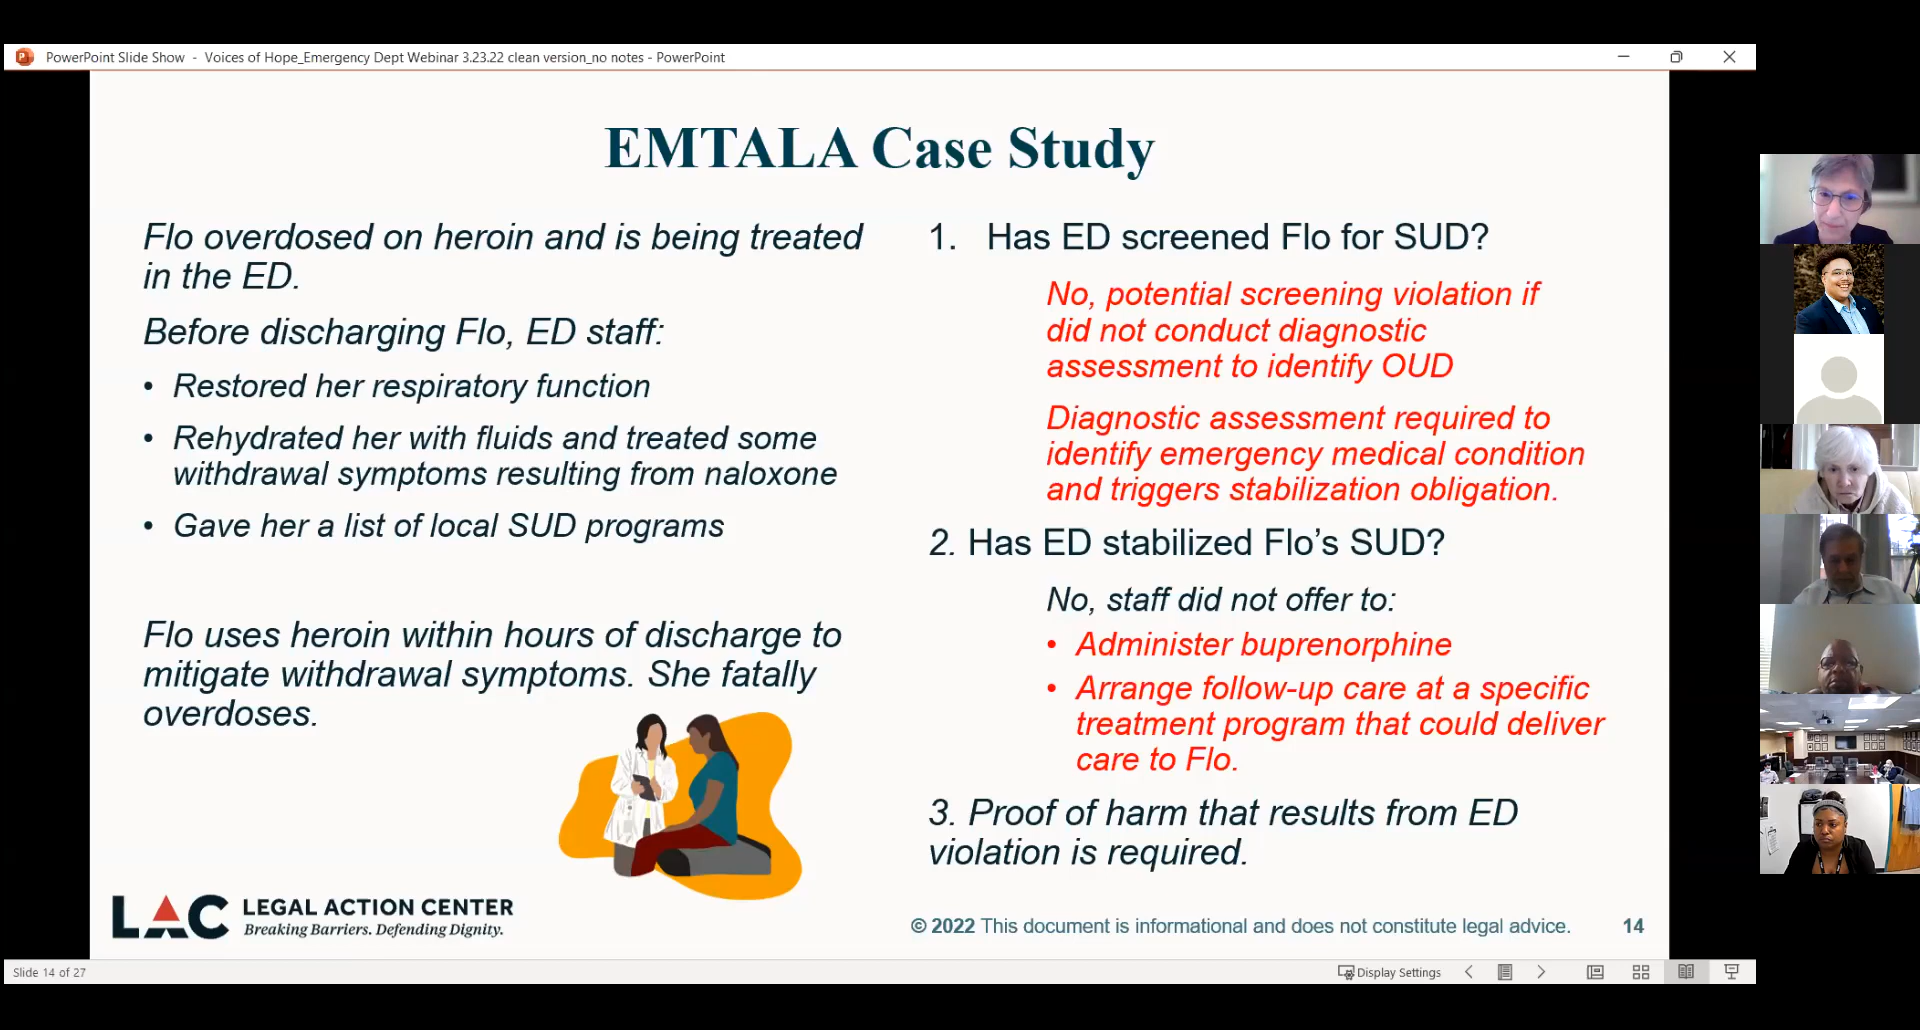 PowerPoint Slide Show - Voices of Hope_Emergency Dept Webinar 3.23.22 clean version_no notes - PowerPoint
EMTALA Case Study
Flo overdosed on heroin and is being treated
in the ED.
Before discharging Flo, ED staff:
• Restored her respiratory function
• Rehydrated her with fluids and treated some
withdrawal symptoms resulting from naloxone
• Gave her a list of local SUD programs
Flo uses heroin within hours of discharge to
mitigate withdrawal symptoms. She fatally
overdoses.
1. Has ED screened Flo for SUD?
No, potential screening violation if
did not conduct diagnostic
assessment to identify OUD
Diagnostic assessment required to
identify emergency medical condition
and triggers stabilization obligation.
2. Has ED stabilized Flo's SUD?
No, staff did not offer to:
• Administer buprenorphine
• Arrange follow-up care at a specific
treatment program that could deliver
care to Flo.
3. Proof of harm that results from ED
violation is required.
LAC LEGAL ACTION CENTER
Breaking Barriers. Defending Dignity.
© 2022 This document is informational and does not constitute legal advice. 14
Slide 14 of 27
Display Settings